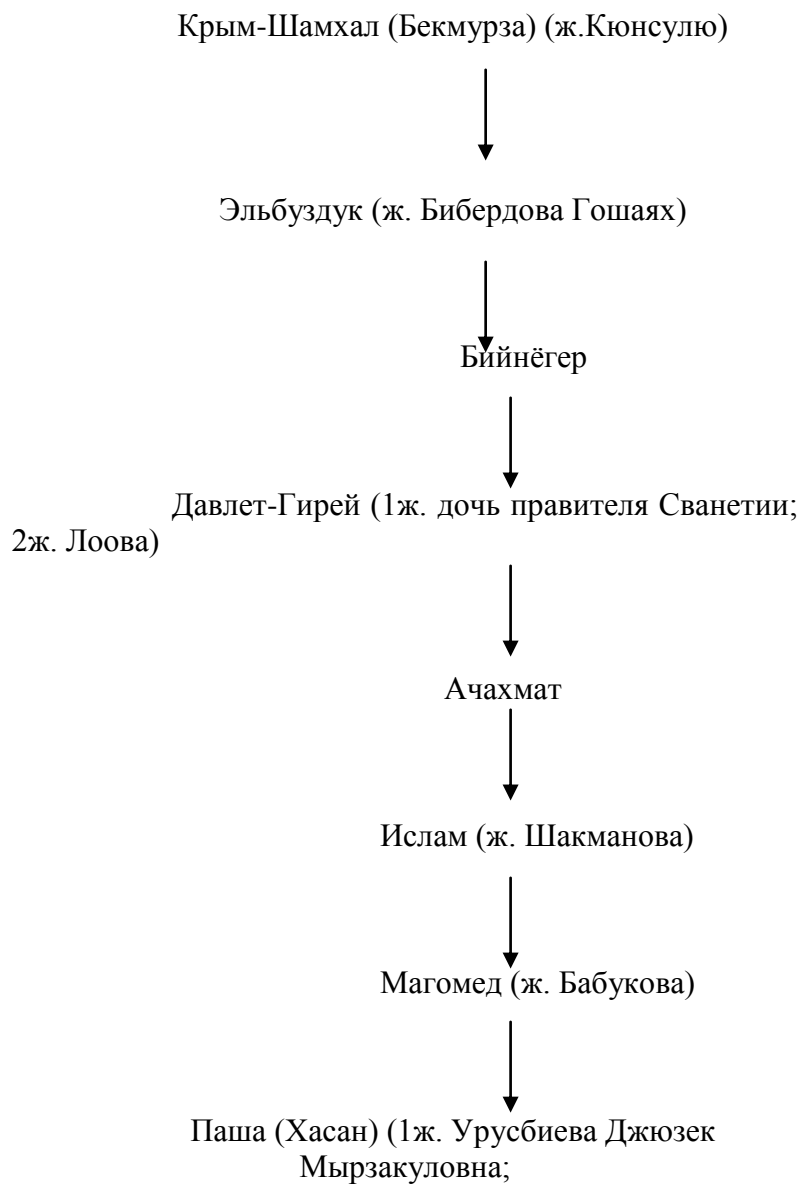 Крым-Шамхал (Бекмурза) (ж.Кюнсулю)
Эльбуздук (ж. Бибердова Гошаях)
Бийнёгер
Давлет-Гирей (1ж. дочь правителя Сванетии;
2ж. Лоова)
Ачахмат
Ислам (ж. Шакманова)
Магомед (ж. Бабукова)
Паша (Хасан) (1ж. Урусбиева Джюзек
Мырзакуловна;